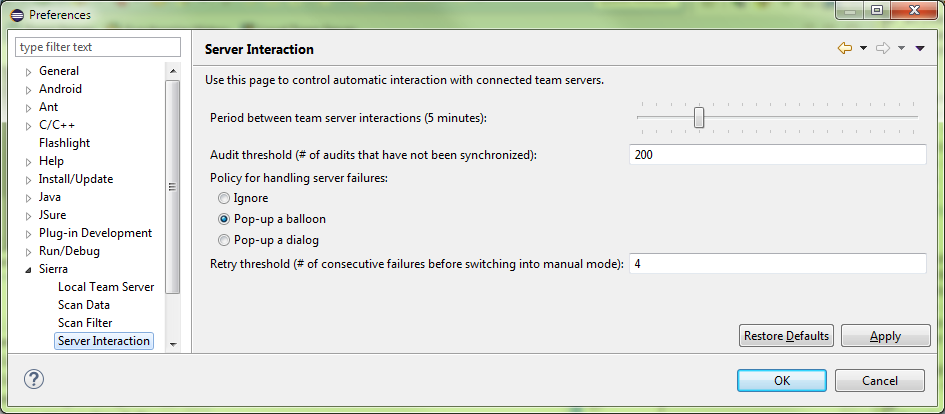 Preferences
type filter text
General
Android
Ant
C/C++
Flashlight
Help
Install/Update
Java
JSure
Plug-in Development
Run/Debug
Sierra
Local Team Server
Scan Data
Scan Filter
Server Interaction
Server Interaction
Use this page to control automatic interaction with connected team servers.
Period between team server interactions (5 minutes):
Audit threshold (# of audits that have not been synchronized): 200
Policy for handling server failures:
Ignore
Pop-up a balloon
Pop-up a dialog
Retry threshold (# of consecutive failures before switching into manual mode): 4
Restore Defaults Apply
? OK Cancel